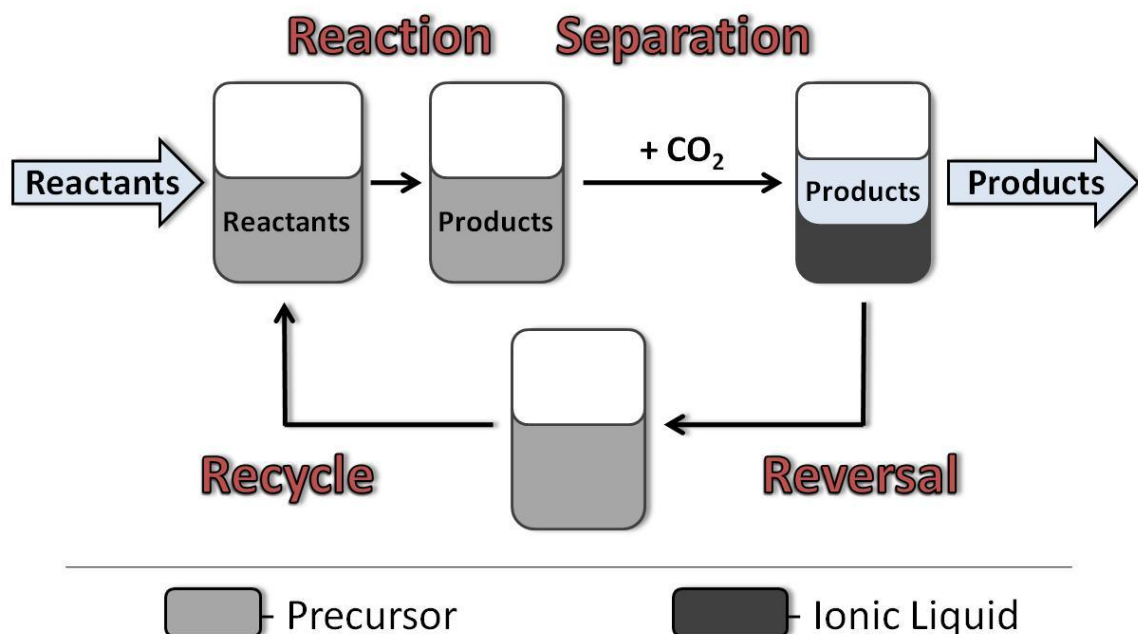 Reaction
Separation
Reactants
Reactants
Products
+ CO₂
Products
Products
Recycle
Reversal
- Precursor
- Ionic Liquid